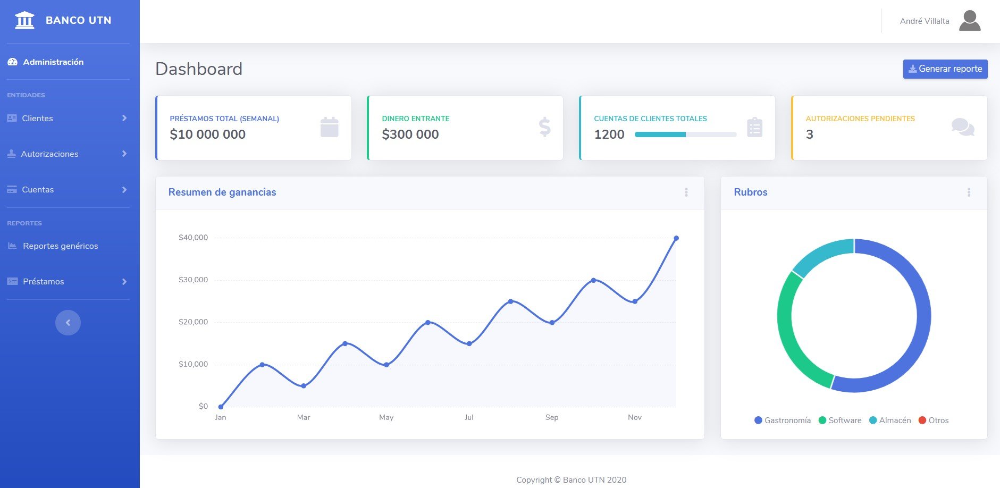 BANCO UTN
Administración
ENTIDADES
Clientes
Autorizaciones
Cuentas
REPORTES
Reportes genéricos
Préstamos
André Villalta
Dashboard
Generar reporte
PRÉSTAMOS TOTAL (SEMANAL)
$10 000 000
DINERO ENTRANTE
$300 000
CUENTAS DE CLIENTES TOTALES
1200
AUTORIZACIONES PENDIENTES
3
Resumen de ganancias
$40,000
$30,000
$20,000
$10,000
$0
Jan Mar May Jul Sep Nov
Rubros
Gastronomía Software Almacén Otros
Copyright © Banco UTN 2020